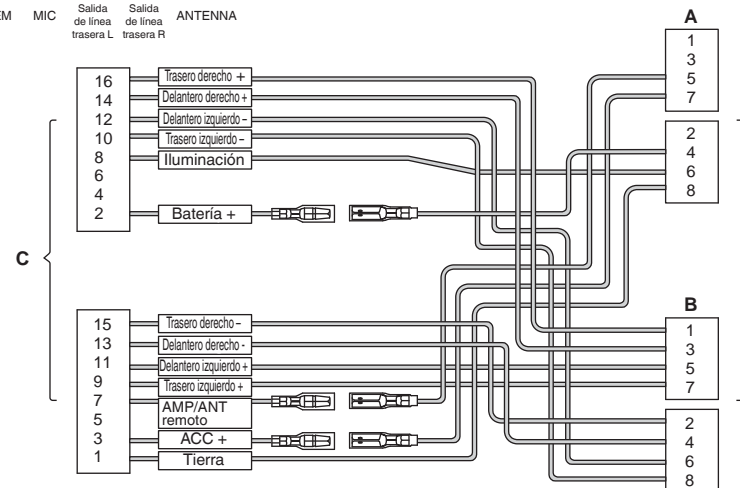 EM MIC Salida de línea trasera L Salida de línea trasera R ANTENNA
A
1
3
5
7
2
4
6
8
16 Trasero derecho +
14 Delantero derecho +
12 Delantero izquierdo –
10 Trasero izquierdo –
8 Iluminación
6
4
2 Batería +
C
15 Trasero derecho –
13 Delantero derecho -
11 Delantero izquierdo +
9 Trasero izquierdo +
7 AMP/ANT remoto
5
3 ACC +
1 Tierra
B
1
3
5
7
2
4
6
8